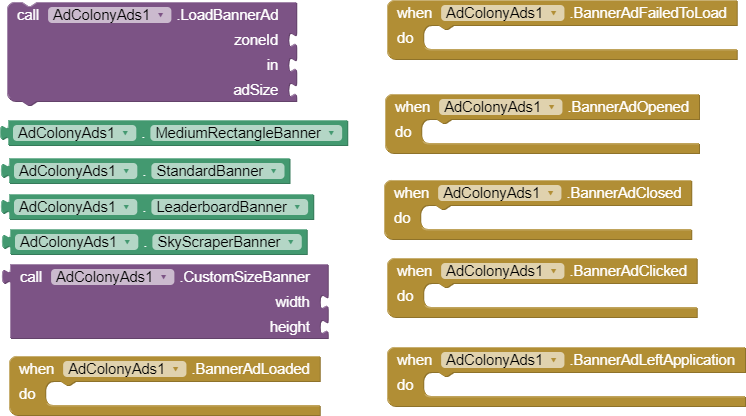 call AdColonyAds1 .LoadBannerAd
zoneId
in
adSize
AdColonyAds1 . MediumRectangleBanner
AdColonyAds1 . StandardBanner
AdColonyAds1 . LeaderboardBanner
AdColonyAds1 . SkyScraperBanner
call AdColonyAds1 .CustomSizeBanner
width
height
when AdColonyAds1 .BannerAdLoaded
do
when AdColonyAds1 .BannerAdFailedToLoad
do
when AdColonyAds1 .BannerAdOpened
do
when AdColonyAds1 .BannerAdClosed
do
when AdColonyAds1 .BannerAdClicked
do
when AdColonyAds1 .BannerAdLeftApplication
do